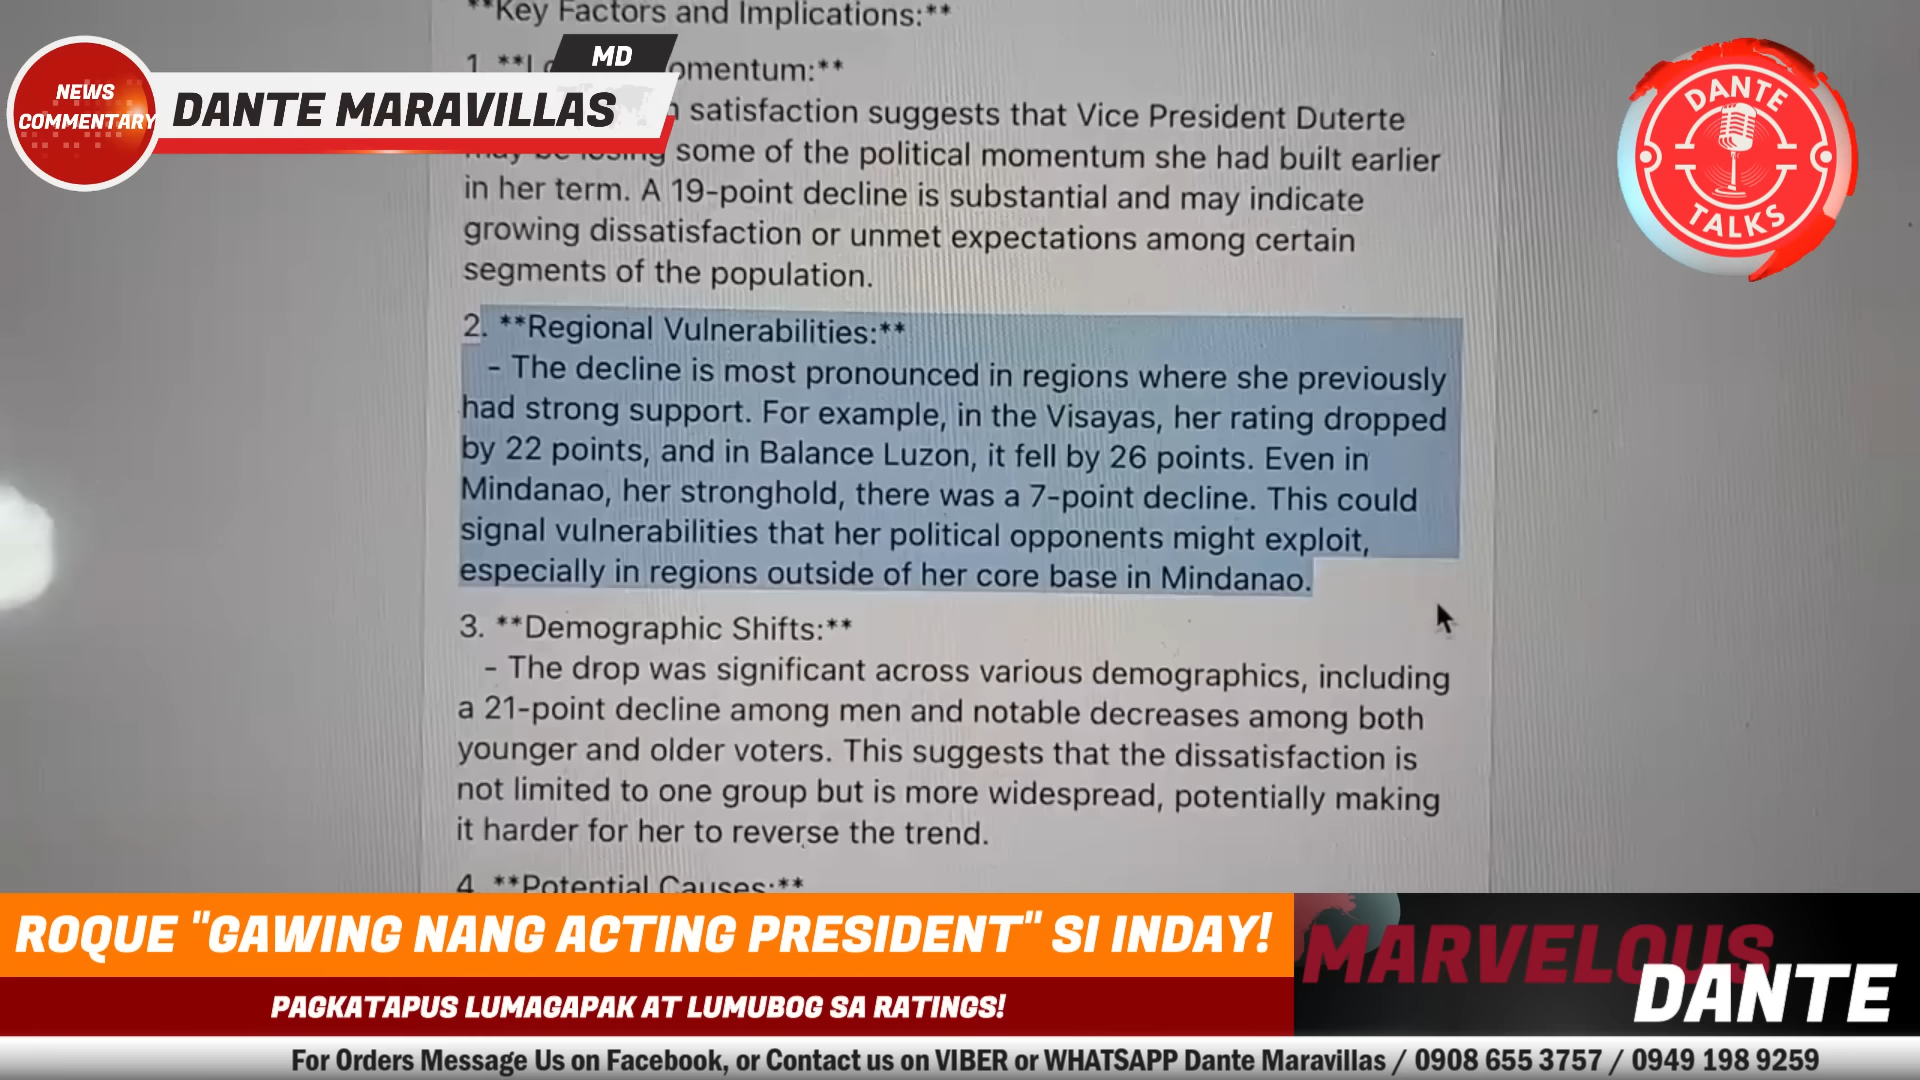 **Key Factors and Implications:**
MD
1. **L omentum:**
NEWS
COMMENTARY
DANTE MARAVILLAS
DANTE
TALKS
satisfaction suggests that Vice President Duterte
may be losing some of the political momentum she had built earlier
in her term. A 19-point decline is substantial and may indicate
growing dissatisfaction or unmet expectations among certain
segments of the population.
2. **Regional Vulnerabilities:**
- The decline is most pronounced in regions where she previously
had strong support. For example, in the Visayas, her rating dropped
by 22 points, and in Balance Luzon, it fell by 26 points. Even in
Mindanao, her stronghold, there was a 7-point decline. This could
signal vulnerabilities that her political opponents might exploit,
especially in regions outside of her core base in Mindanao.
3. **Demographic Shifts:**
- The drop was significant across various demographics, including
a 21-point decline among men and notable decreases among both
younger and older voters. This suggests that the dissatisfaction is
not limited to one group but is more widespread, potentially making
it harder for her to reverse the trend.
4. **Potential Causes:**
ROQUE "GAWING NANG ACTING PRESIDENT" SI INDAY!
PAGKATAPUS LUMAGAPAK AT LUMUBOG SA RATINGS!
MARVELOUS
DANTE
For Orders Message Us on Facebook, or Contact us on VIBER or WHATSAPP Dante Maravillas / 0908 655 3757 / 0949 198 9259